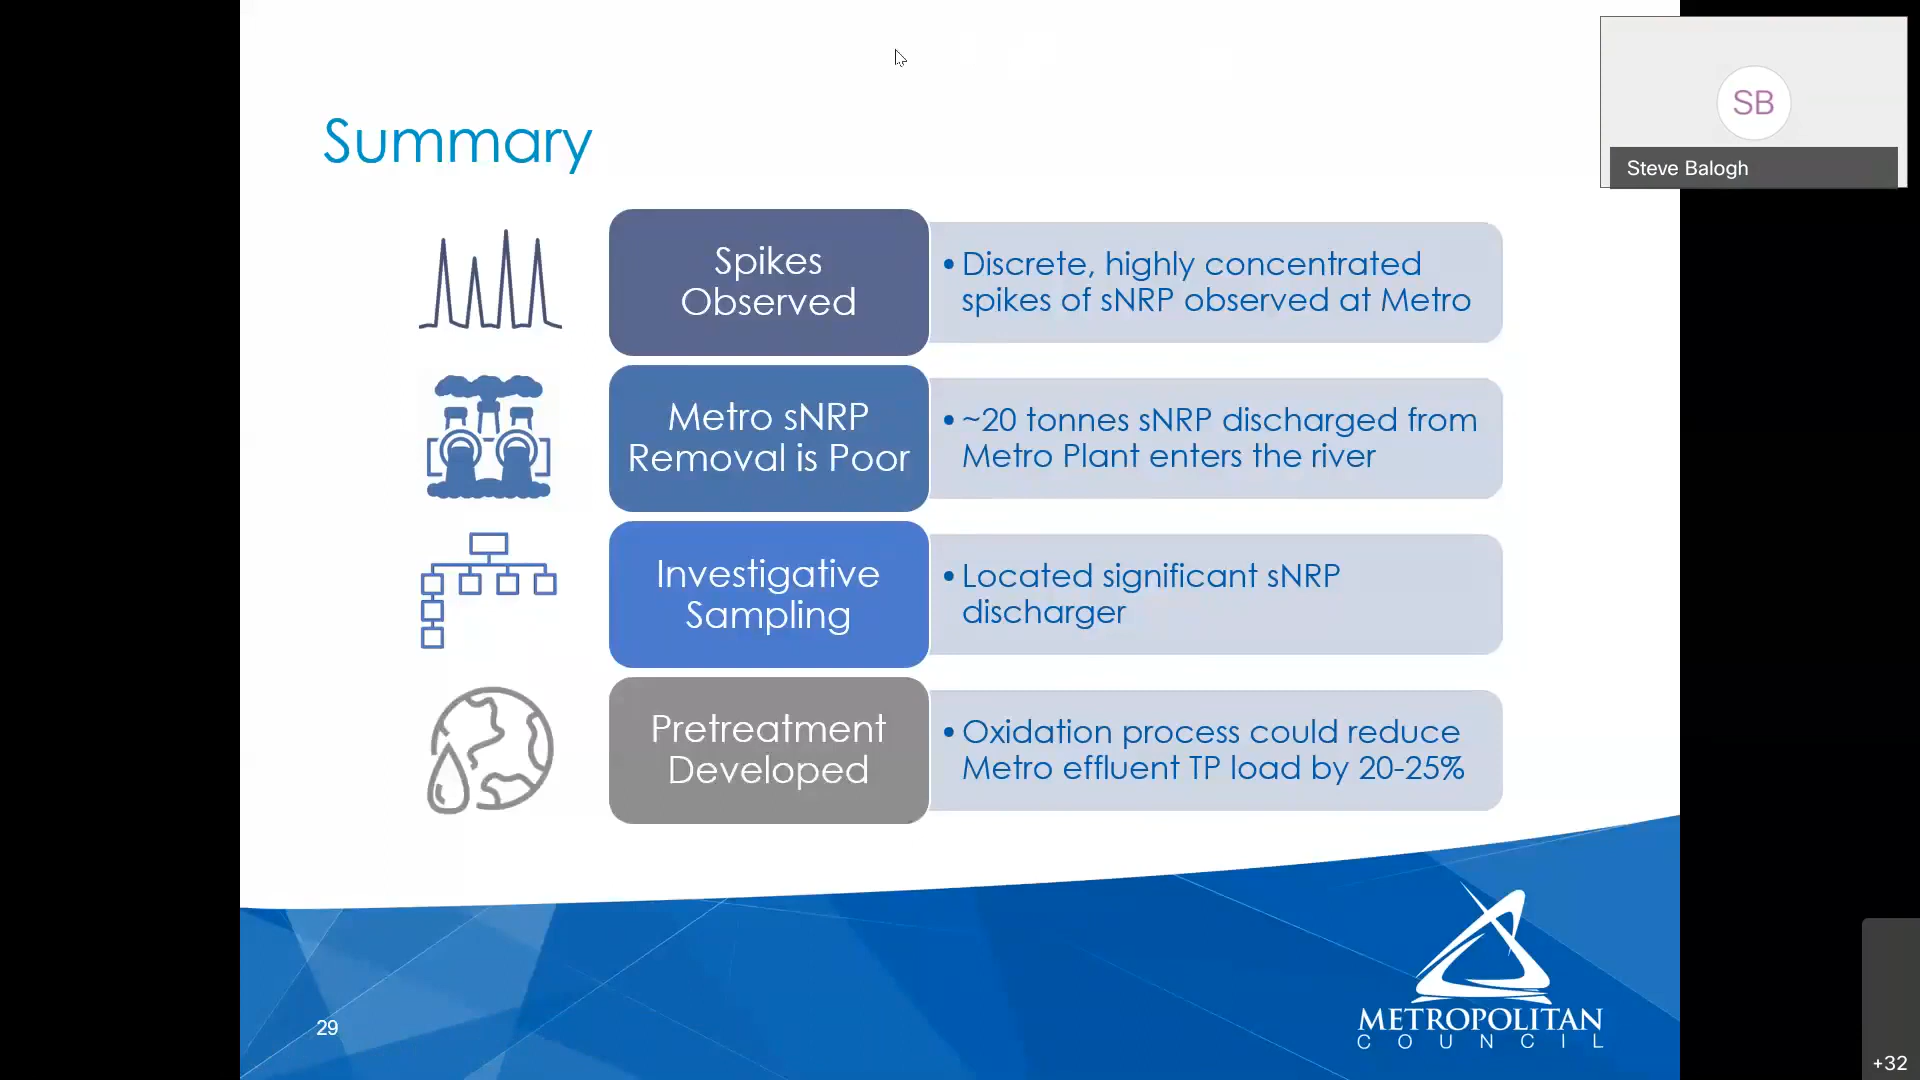 Summary
SB
Steve Balogh
Spikes
Observed
• Discrete, highly concentrated
spikes of sNRP observed at Metro
Metro sNRP
Removal is Poor
• ~20 tonnes sNRP discharged from
Metro Plant enters the river
Investigative
Sampling
• Located significant sNRP
discharger
Pretreatment
Developed
• Oxidation process could reduce
Metro effluent TP load by 20-25%
29
METROPOLITAN
COUNCIL
+32